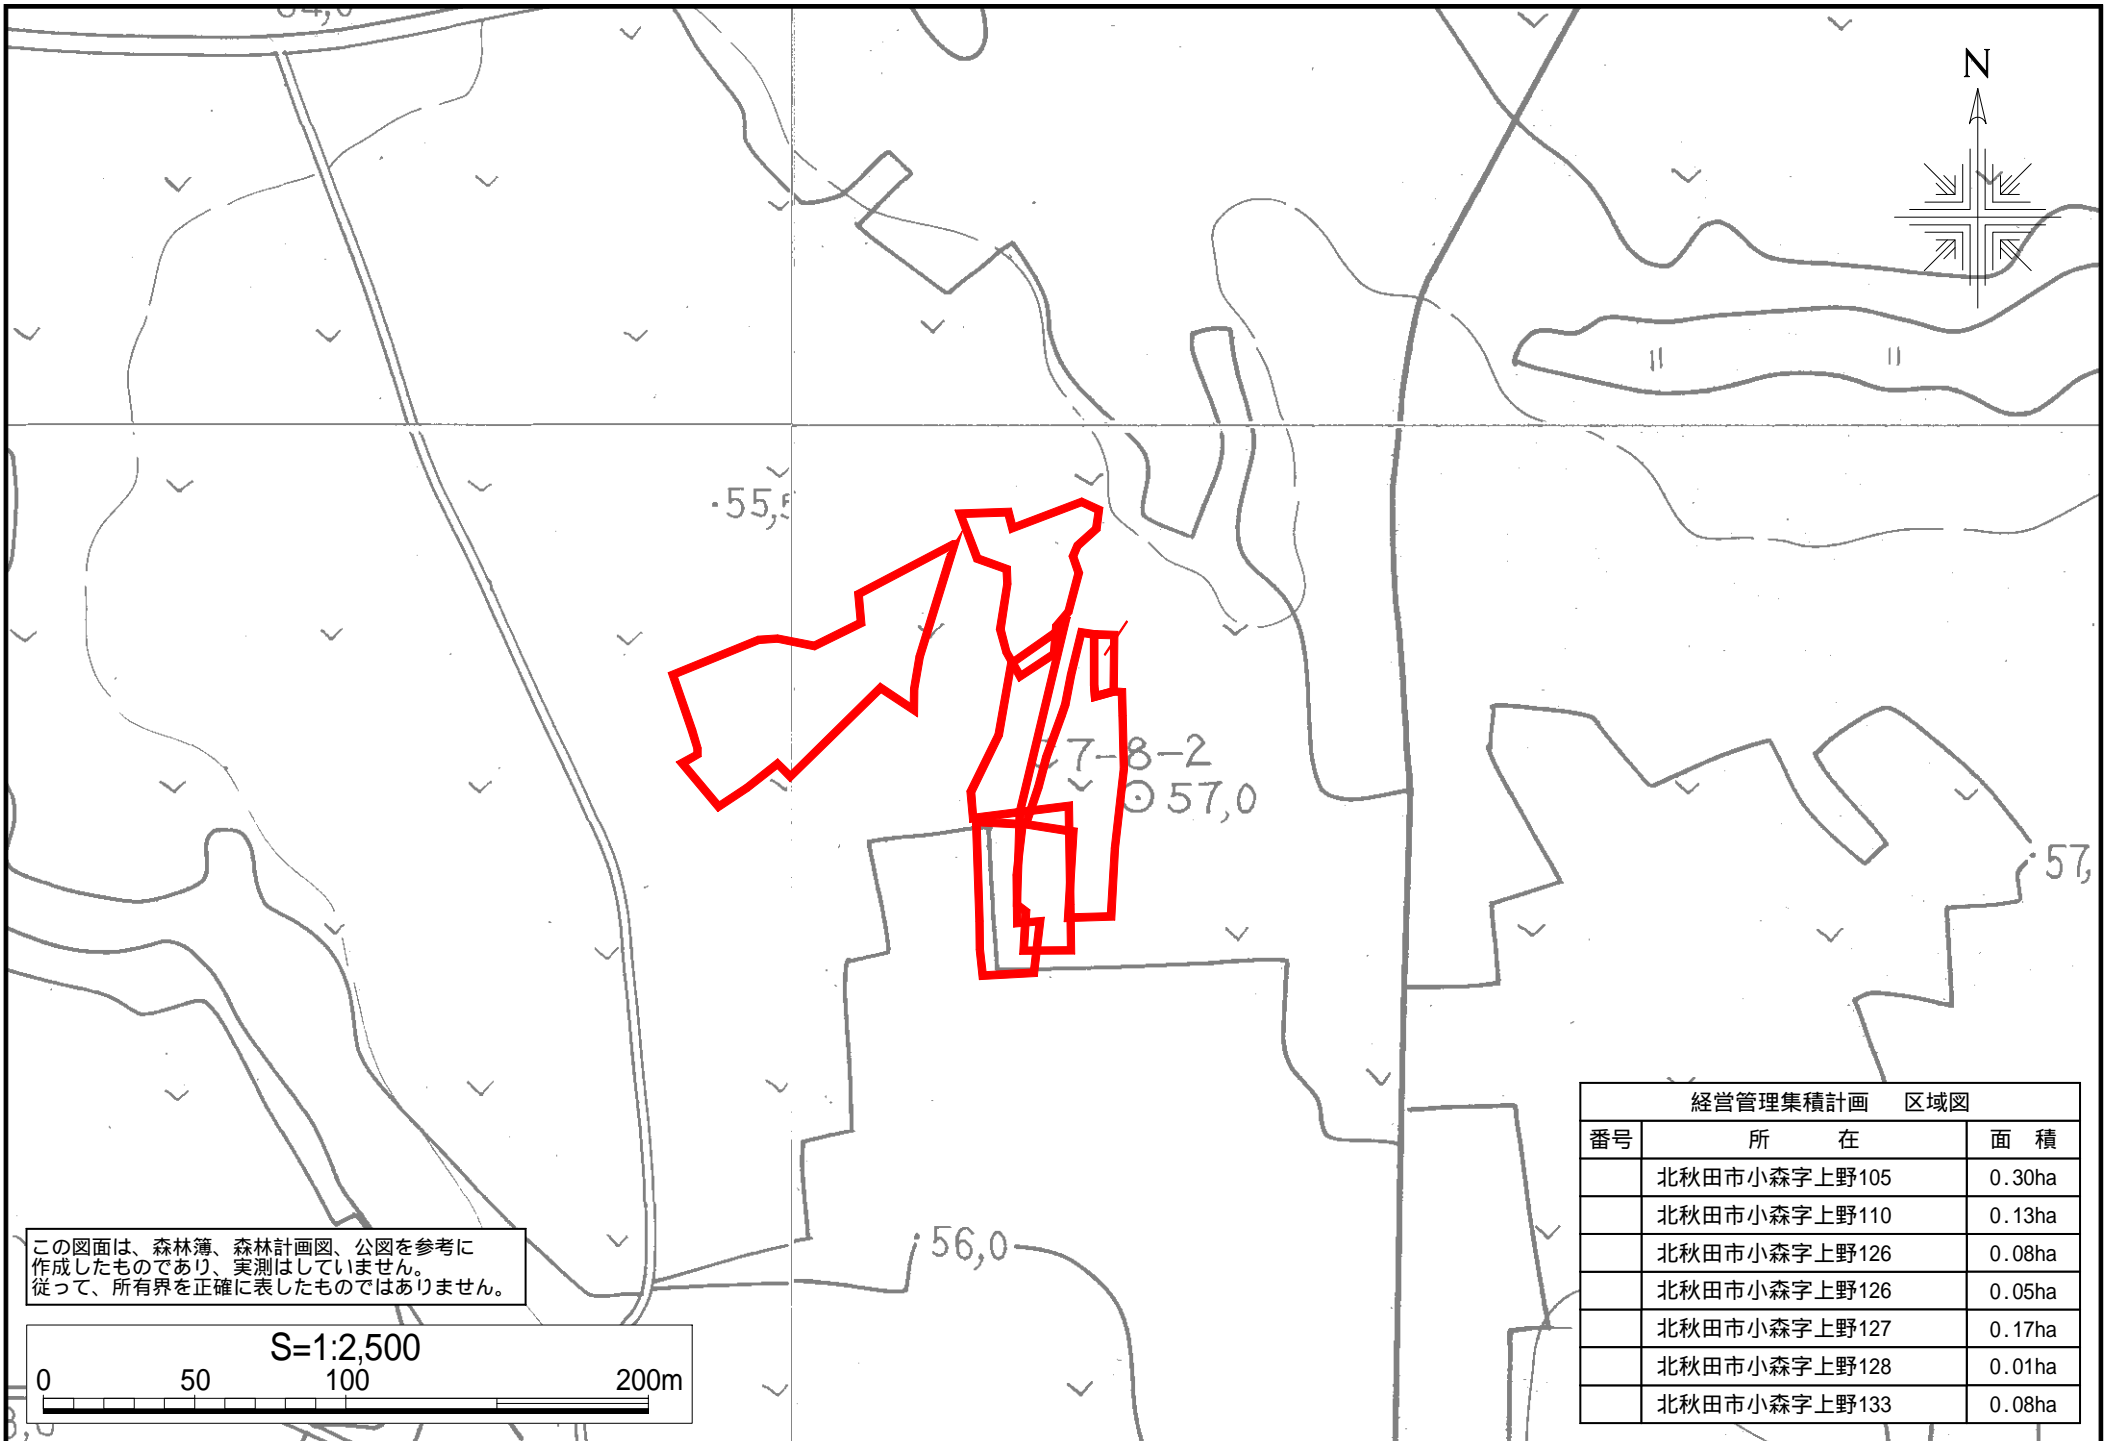 N
・55,5
7-8-2
57,0
・57,
・56,0
経営管理集積計画 区域図
番号 所 在 面 積
北秋田市小森字上野105 0.30ha
北秋田市小森字上野110 0.13ha
北秋田市小森字上野126 0.08ha
北秋田市小森字上野126 0.05ha
北秋田市小森字上野127 0.17ha
北秋田市小森字上野128 0.01ha
北秋田市小森字上野133 0.08ha
この図面は、森林簿、森林計画図、公図を参考に
作成したものであり、実測はしていません。
従って、所有界を正確に表したものではありません。
S=1:2,500
0 50 100 200m